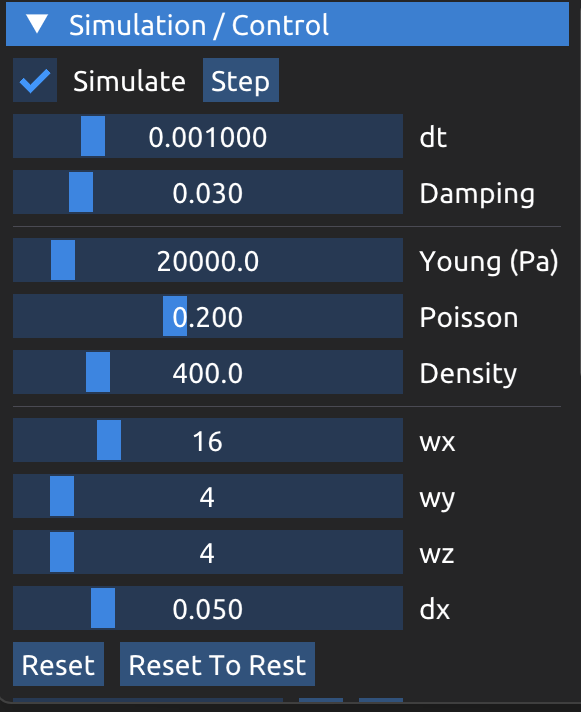 Simulation / Control
Simulate Step
0.001000 dt
0.030 Damping
20000.0 Young (Pa)
0.200 Poisson
400.0 Density
16 wx
4 wy
4 wz
0.050 dx
Reset Reset To Rest